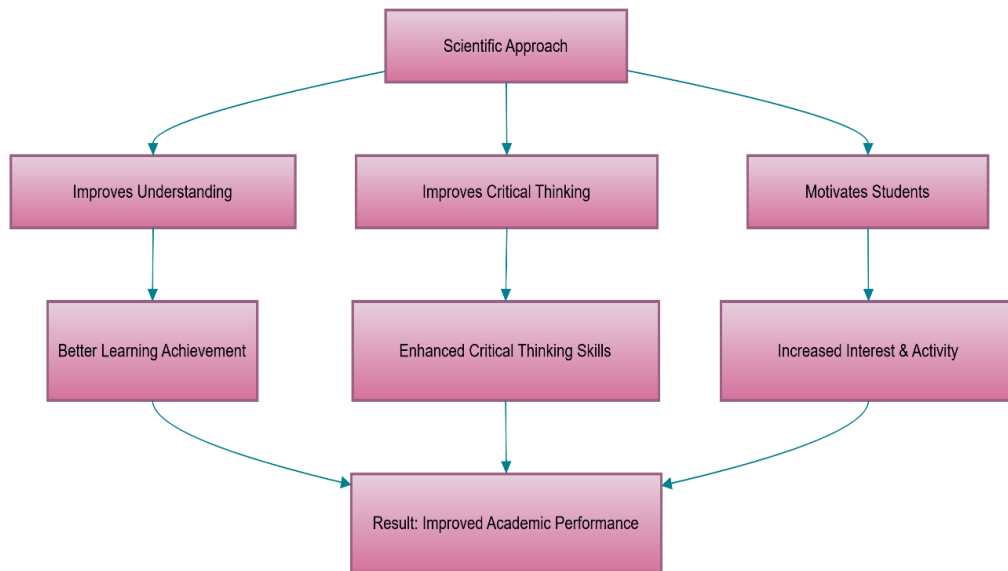 Scientific Approach
Improves Understanding
Improves Critical Thinking
Motivates Students
Better Learning Achievement
Enhanced Critical Thinking Skills
Increased Interest & Activity
Result: Improved Academic Performance